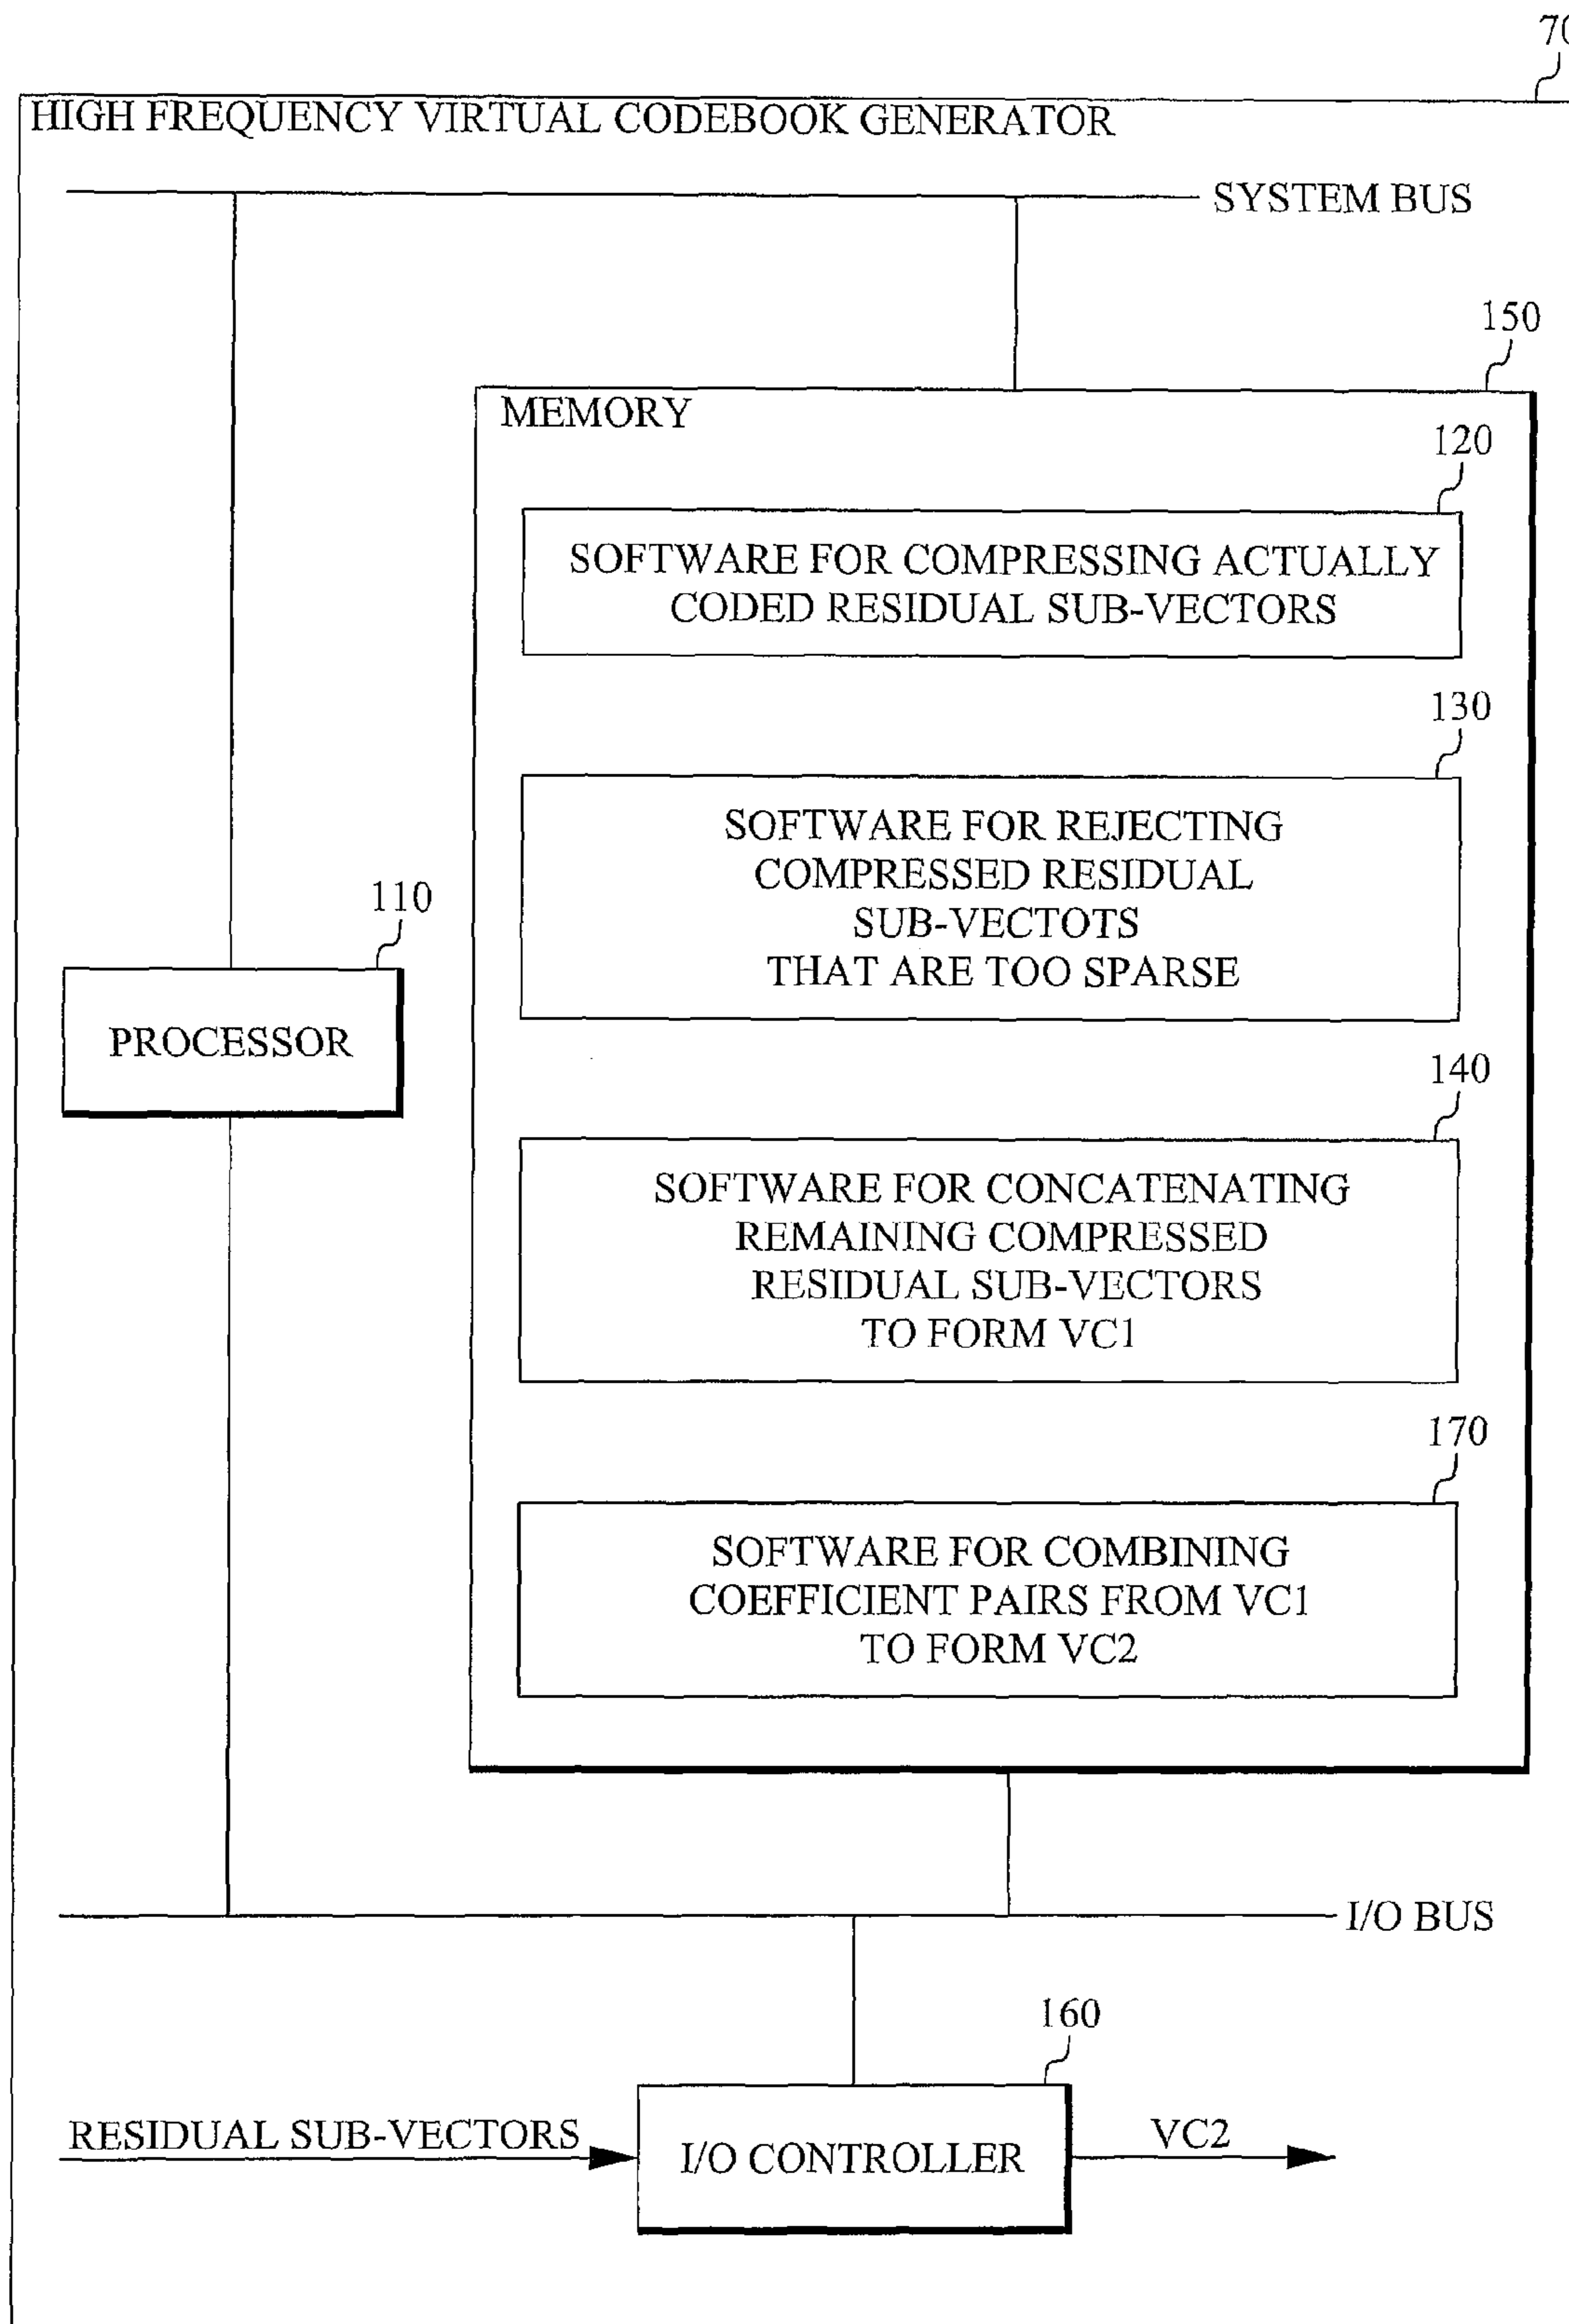 70
HIGH FREQUENCY VIRTUAL CODEBOOK GENERATOR
SYSTEM BUS
150
MEMORY
120
SOFTWARE FOR COMPRESSING ACTUALLY
CODED RESIDUAL SUB-VECTORS
130
SOFTWARE FOR REJECTING
COMPRESSED RESIDUAL
SUB-VECTOTS
THAT ARE TOO SPARSE
110
PROCESSOR
140
SOFTWARE FOR CONCATENATING
REMAINING COMPRESSED
RESIDUAL SUB-VECTORS
TO FORM VC1
170
SOFTWARE FOR COMBINING
COEFFICIENT PAIRS FROM VC1
TO FORM VC2
I/O BUS
160
RESIDUAL SUB-VECTORS
I/O CONTROLLER
VC2